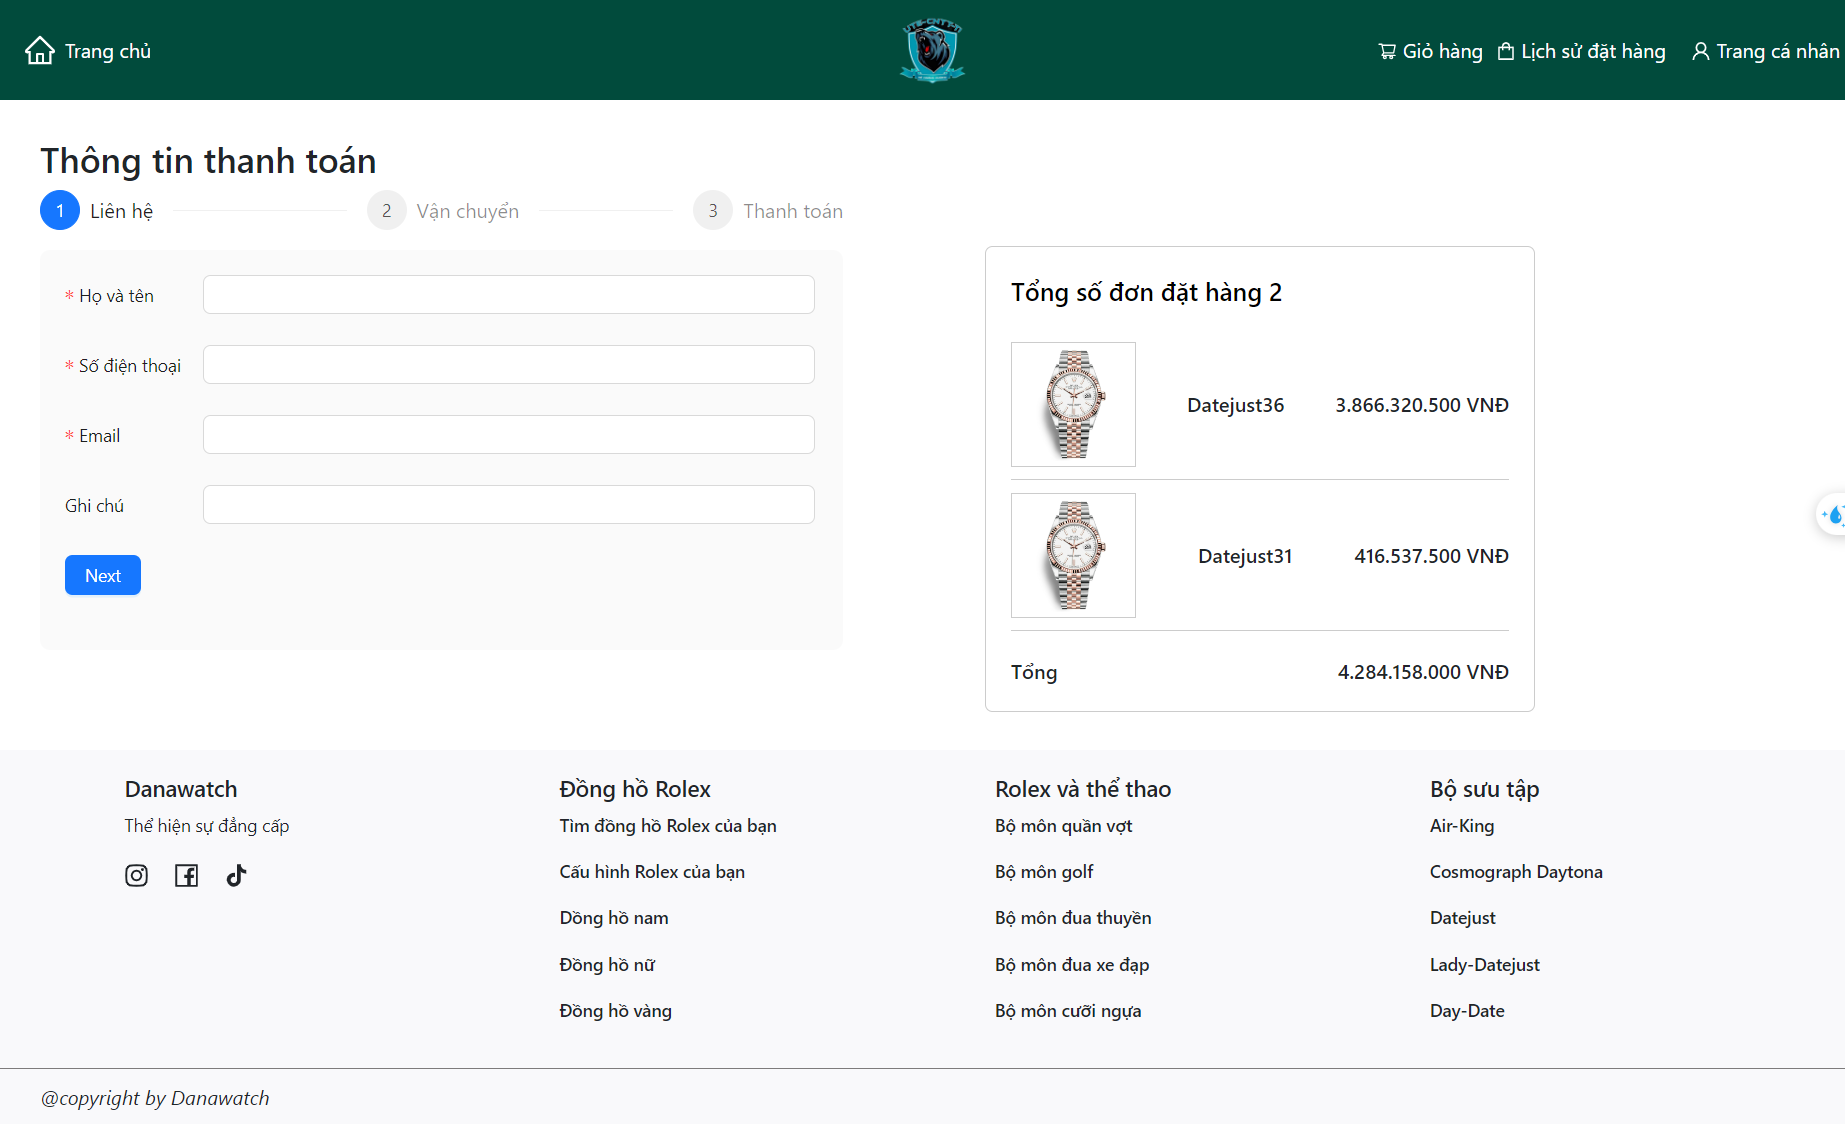 Trang chủ
UTE-CNTT-TI
Giỏ hàng
Lịch sử đặt hàng
Trang cá nhân
Thông tin thanh toán
1 Liên hệ
2 Vận chuyển
3 Thanh toán
* Họ và tên
* Số điện thoại
* Email
Ghi chú
Next
Tổng số đơn đặt hàng 2
Datejust36 3.866.320.500 VNĐ
Datejust31 416.537.500 VNĐ
Tổng 4.284.158.000 VNĐ
Danawatch
Thể hiện sự đẳng cấp
Đồng hồ Rolex
Tìm đồng hồ Rolex của bạn
Cấu hình Rolex của bạn
Dồng hồ nam
Đồng hồ nữ
Đồng hồ vàng
Rolex và thể thao
Bộ môn quần vợt
Bộ môn golf
Bộ môn đua thuyền
Bộ môn đua xe đạp
Bộ môn cưỡi ngựa
Bộ sưu tập
Air-King
Cosmograph Daytona
Datejust
Lady-Datejust
Day-Date
@copyright by Danawatch